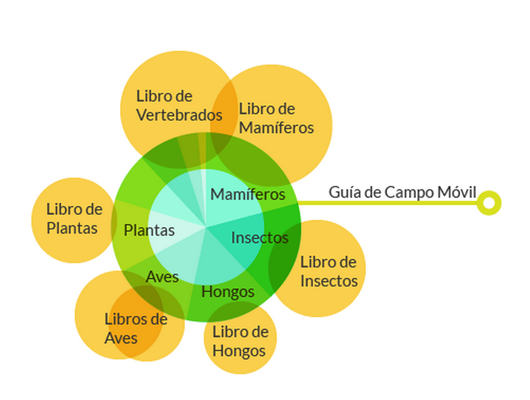 Libro de
Vertebrados
Libro de
Mamíferos
Mamíferos
Guía de Campo Móvil
Libro de
Plantas
Plantas
Insectos
Libro de
Insectos
Aves
Hongos
Libros de
Aves
Libro de
Hongos